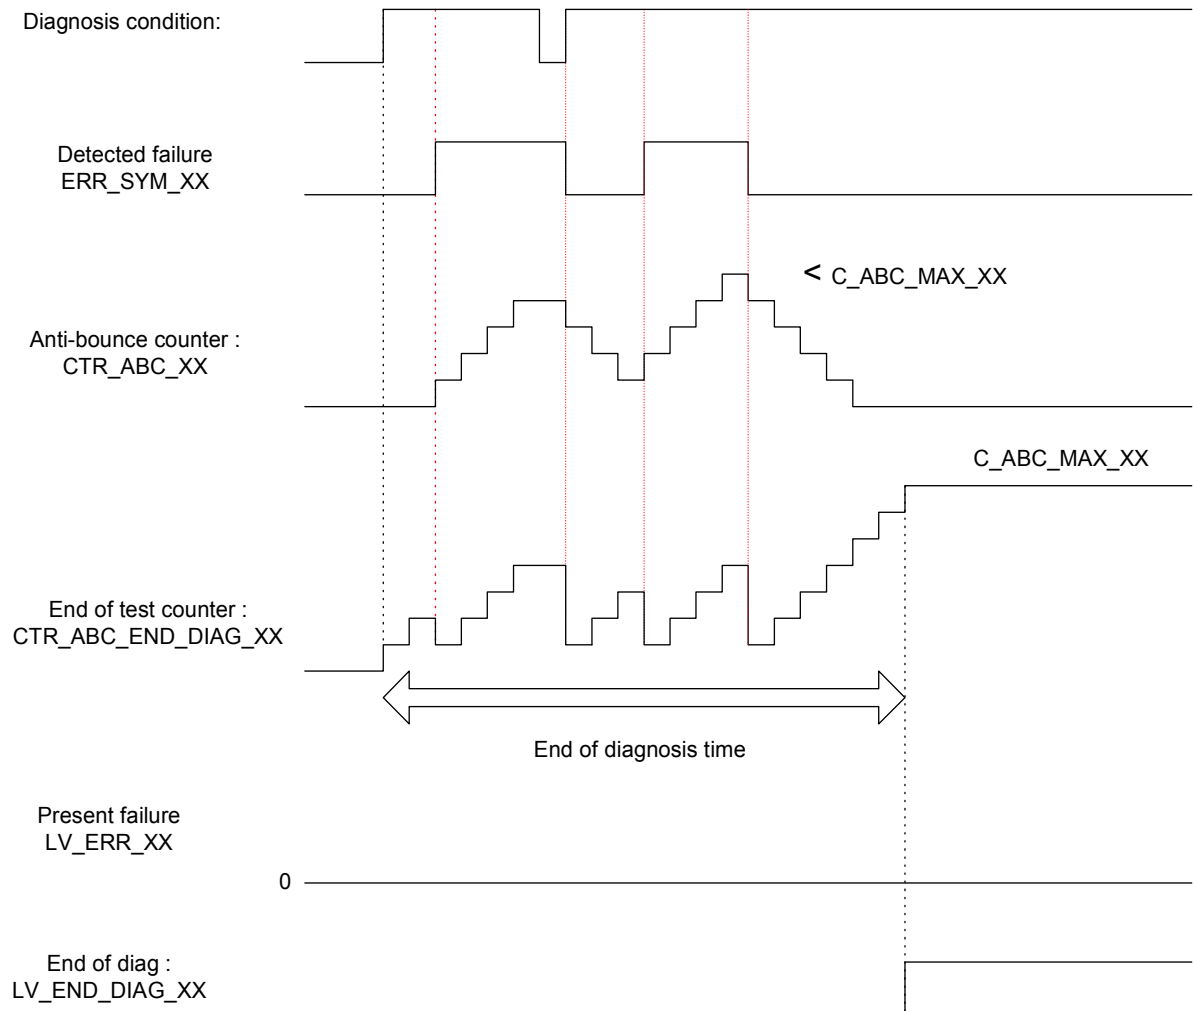 Diagnosis condition:
Detected failure
ERR_SYM_XX
< C_ABC_MAX_XX
Anti-bounce counter :
CTR_ABC_XX
C_ABC_MAX_XX
End of test counter :
CTR_ABC_END_DIAG_XX
End of diagnosis time
Present failure
LV_ERR_XX
0
End of diag :
LV_END_DIAG_XX